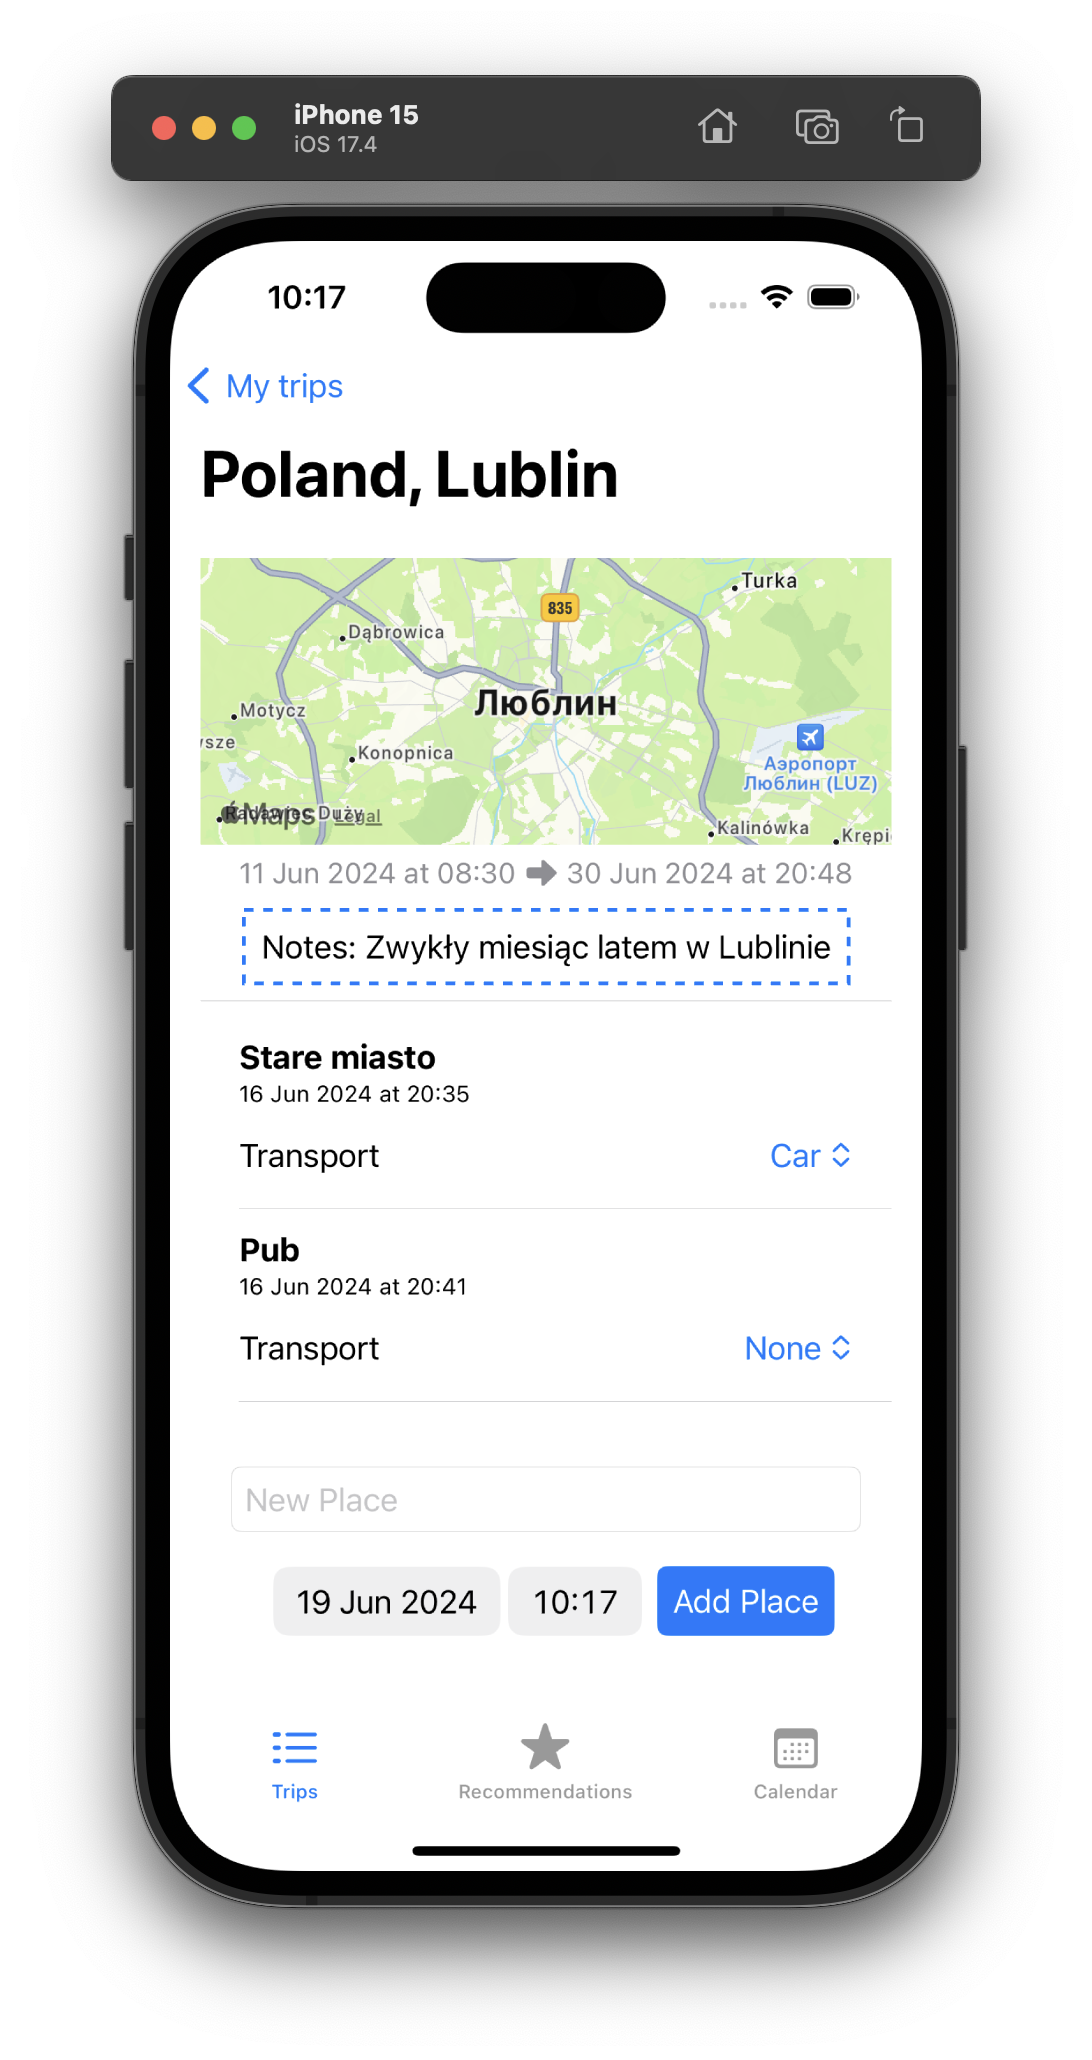 iPhone 15
iOS 17.4
10:17
My trips
Poland, Lublin
Turka
835
Dąbrowica
Люблин
Motycz
Konopnica
Аэропорт
Люблин (LUZ)
Radawiec Duży
Maps
Legal
Kalinówka
11 Jun 2024 at 08:30 → 30 Jun 2024 at 20:48
Notes: Zwykły miesiąc latem w Lublinie
Stare miasto
16 Jun 2024 at 20:35
Transport Car
Pub
16 Jun 2024 at 20:41
Transport None
New Place
19 Jun 2024 10:17 Add Place
Trips Recommendations Calendar